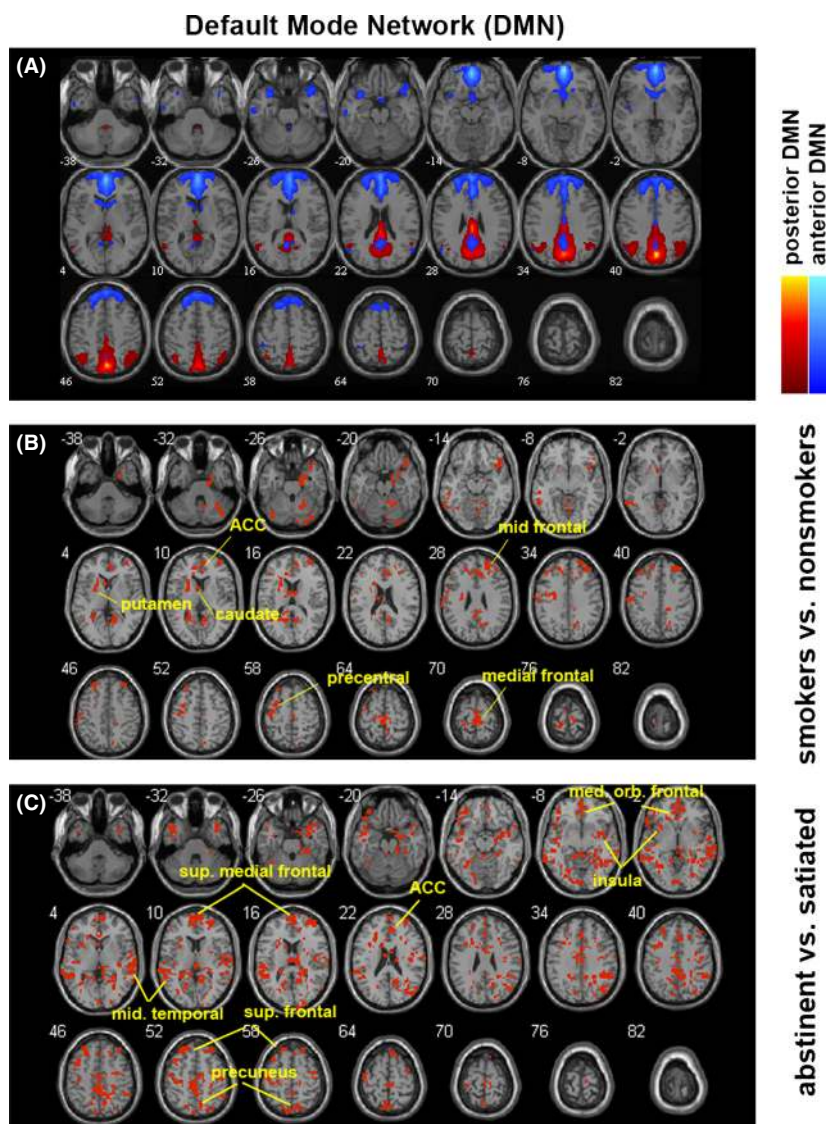 Default Mode Network (DMN)
(A)
-38 -32 -26 -20 -14 -8 -2
4 10 16 22 28 34 40
46 52 58 64 70 76 82
posterior DMN
anterior DMN
(B)
-38 -32 -26 -20 -14 -8 -2
ACC
mid frontal
4 10 16 22 28 34 40
putamen
caudate
46 52 58 64 70 76 82
precentral
medial frontal
smokers vs. nonsmokers
(C)
-38 -32 -26 -20 -14 -8 -2
med. orb. frontal
sup. medial frontal
insula
ACC
4 10 16 22 28 34 40
mid. temporal
sup. frontal
46 52 58 64 70 76 82
precuneus
abstinent vs. satiated